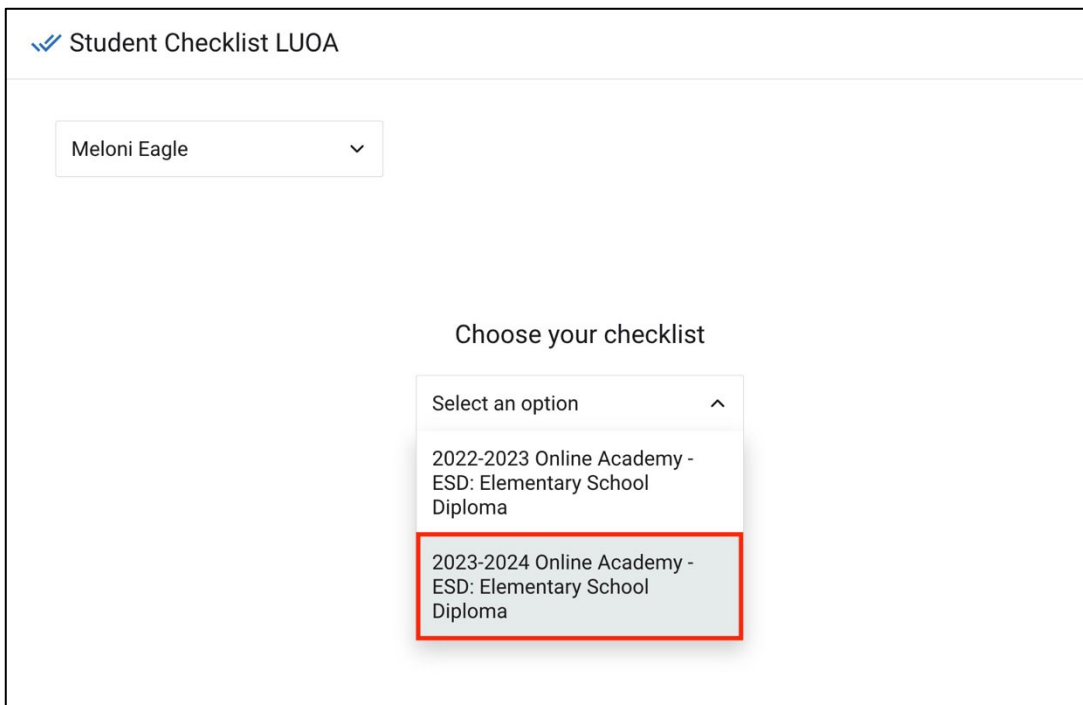 Student Checklist LUOA
Meloni Eagle
Choose your checklist
Select an option
2022-2023 Online Academy -
ESD: Elementary School
Diploma
2023-2024 Online Academy -
ESD: Elementary School
Diploma